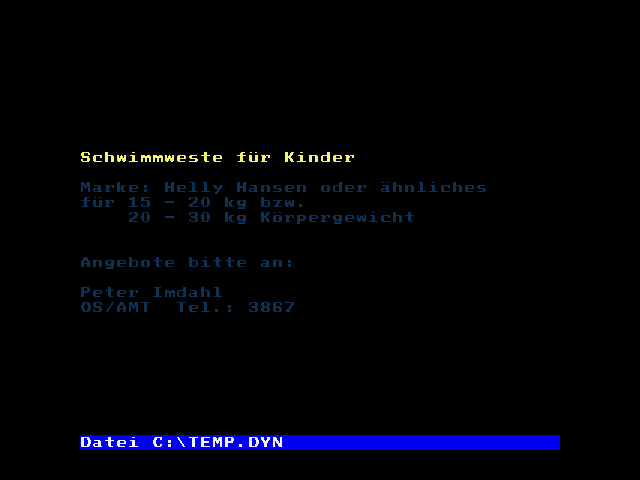 Schwimmweste für Kinder
Marke: Helly Hansen oder ähnliches
für 15 - 20 kg bzw.
20 - 30 kg Körpergewicht
Angebote bitte an:
Peter Imdahl
OS/AMT  Tel.: 3867
Datei C:\TEMP.DYN